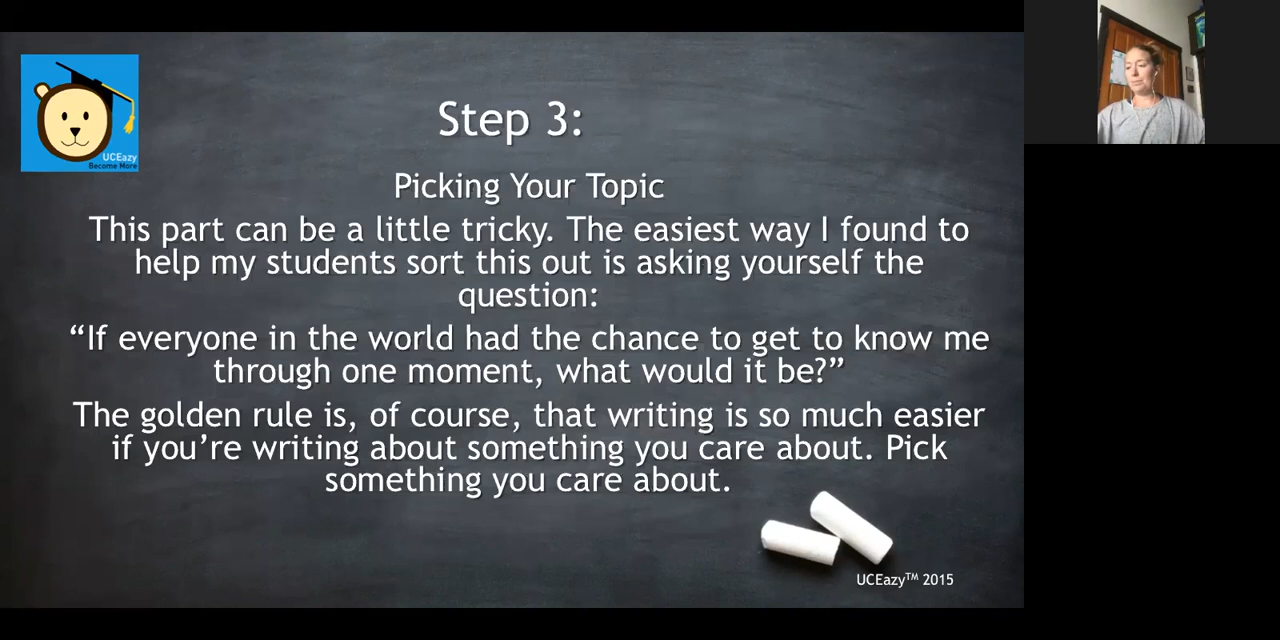 UCEazy
Become More
Step 3:
Picking Your Topic
This part can be a little tricky. The easiest way I found to
help my students sort this out is asking yourself the
question:
“If everyone in the world had the chance to get to know me
through one moment, what would it be?”
The golden rule is, of course, that writing is so much easier
if you’re writing about something you care about. Pick
something you care about.
UCEazy™ 2015